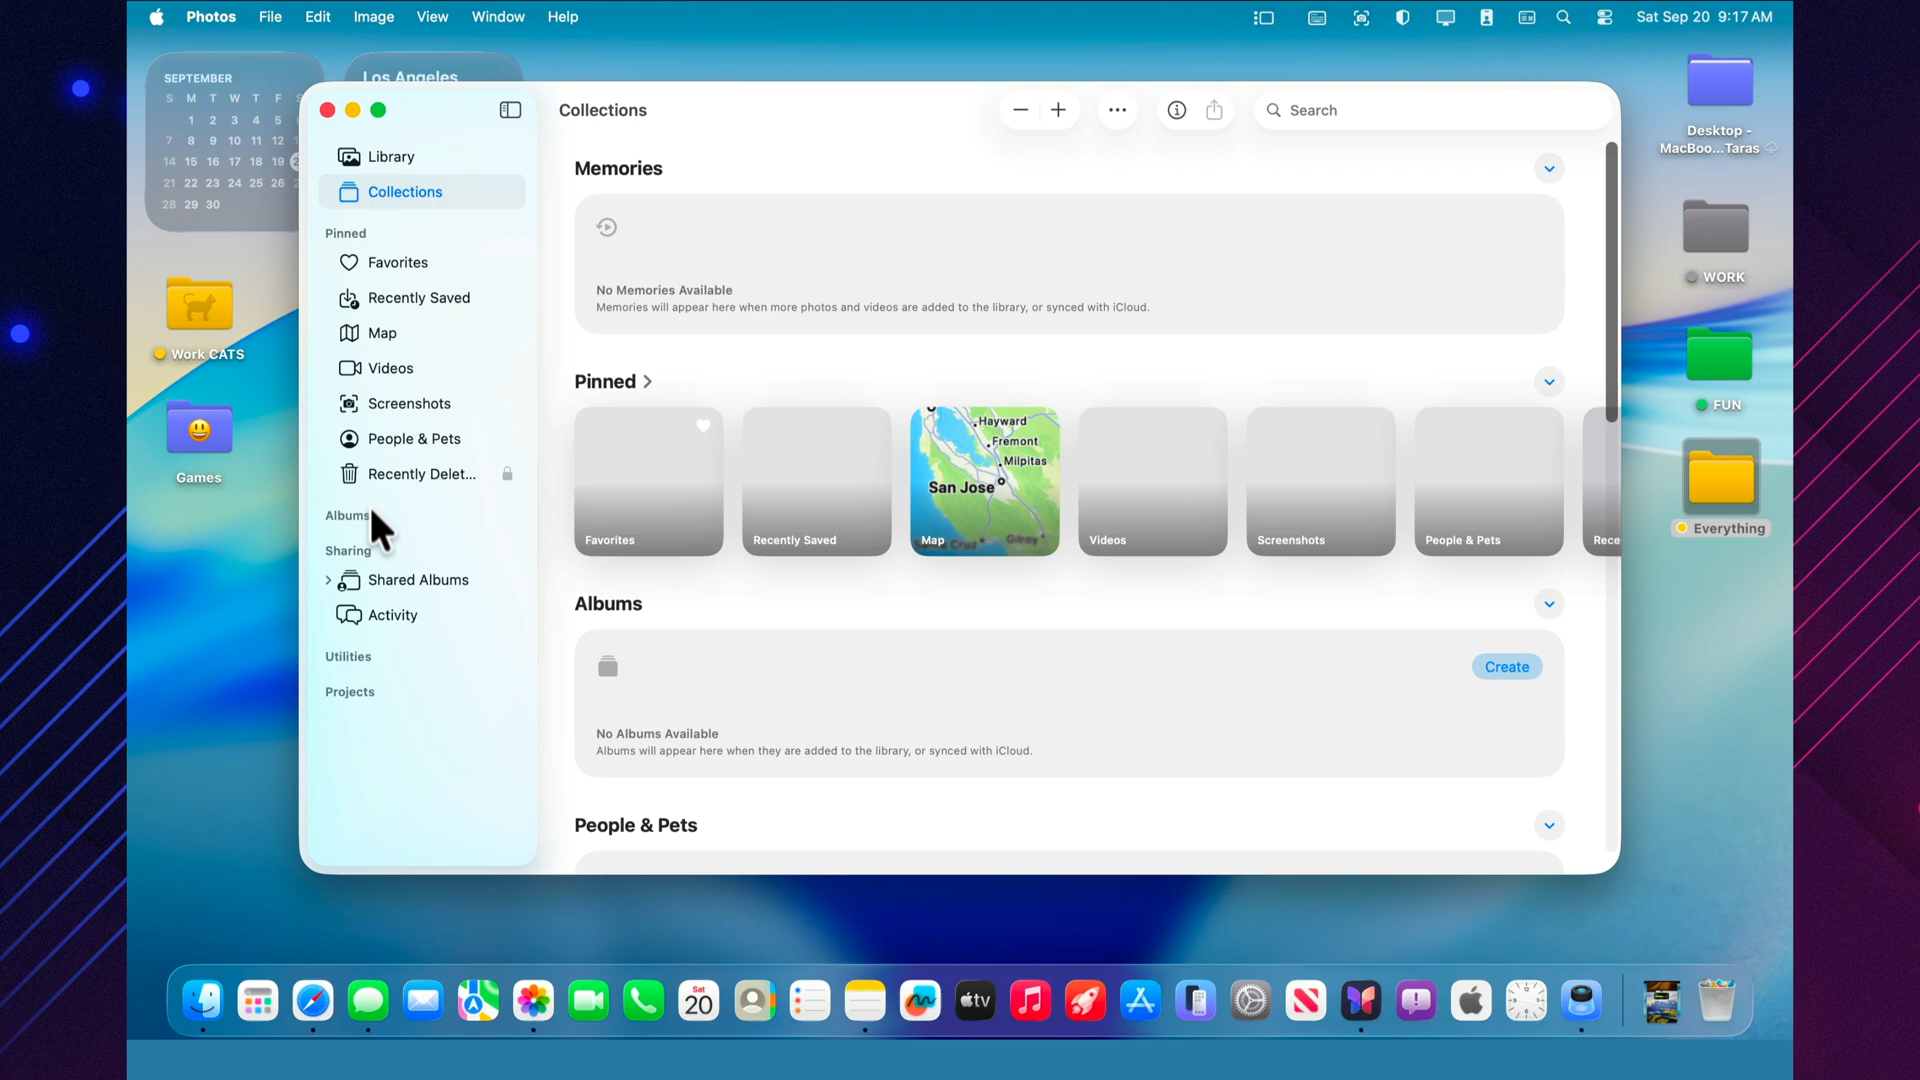 Photos File Edit Image View Window Help
Sat Sep 20 9:17 AM
SEPTEMBER
S M T W T F S
1 2 3 4 5
7 8 9 10 11 12
14 15 16 17 18 19
21 22 23 24 25 26
28 29 30
Los Angeles
Work CATS
Games
Library
Collections
Pinned
Favorites
Recently Saved
Map
Videos
Screenshots
People & Pets
Recently Delet...
Albums
Sharing
Shared Albums
Activity
Utilities
Projects
Collections
Search
Memories
No Memories Available
Memories will appear here when more photos and videos are added to the library, or synced with iCloud.
Pinned
Favorites
Recently Saved
Hayward
Fremont
Milpitas
San Jose
Santa Cruz
Gilroy
Map
Videos
Screenshots
People & Pets
Rece
Albums
Create
No Albums Available
Albums will appear here when they are added to the library, or synced with iCloud.
People & Pets
Desktop -
MacBoo...Taras
WORK
FUN
Everything
Sat
20
tv